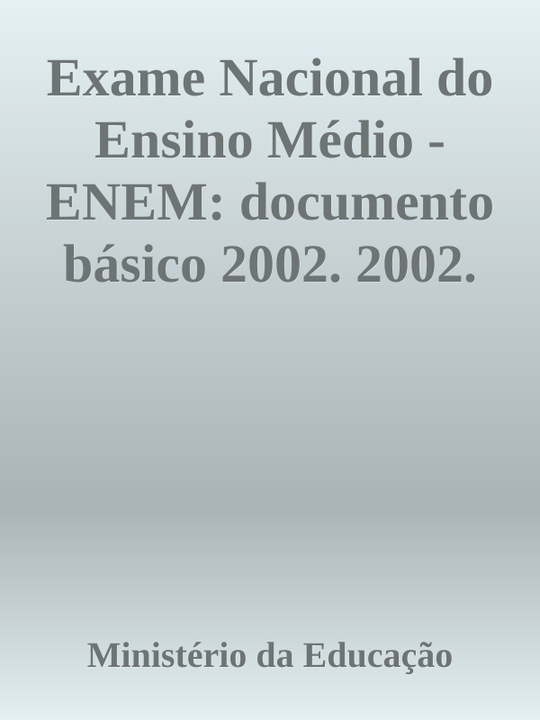 Exame Nacional do
Ensino Médio -
ENEM: documento
básico 2002. 2002.
Ministério da Educação